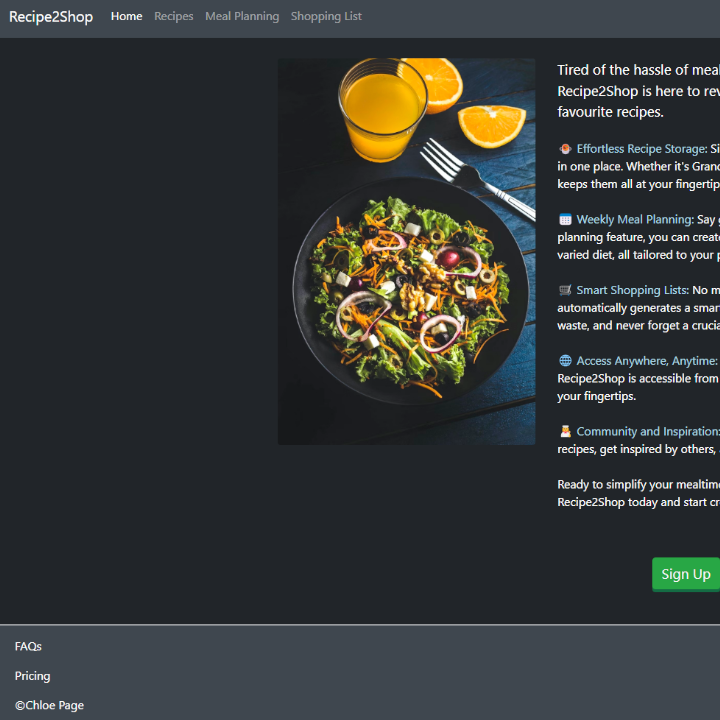 Recipe2Shop Home Recipes Meal Planning Shopping List
Tired of the hassle of meal
Recipe2Shop is here to rev
favourite recipes.
Effortless Recipe Storage: Si
in one place. Whether it's Grand
keeps them all at your fingertip
Weekly Meal Planning: Say g
planning feature, you can create
varied diet, all tailored to your p
Smart Shopping Lists: No m
automatically generates a smar
waste, and never forget a crucia
Access Anywhere, Anytime:
Recipe2Shop is accessible from
your fingertips.
Community and Inspiration:
recipes, get inspired by others,
Ready to simplify your mealtime
Recipe2Shop today and start cr
Sign Up
FAQs
Pricing
©Chloe Page